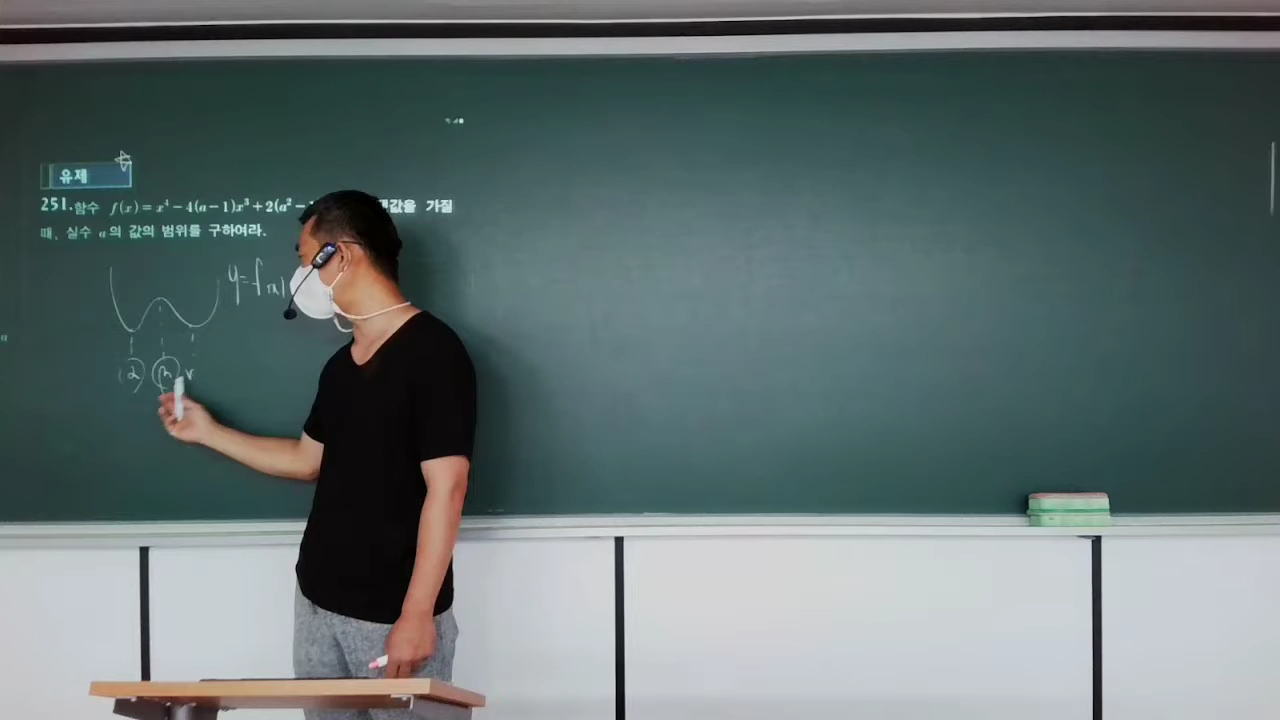 유제
251. 함수 f(x)=x⁴-4(a-1)x³+2(a²- 값을 가질
때, 실수 a의 값의 범위를 구하여라.
y=f(x)
α β γ